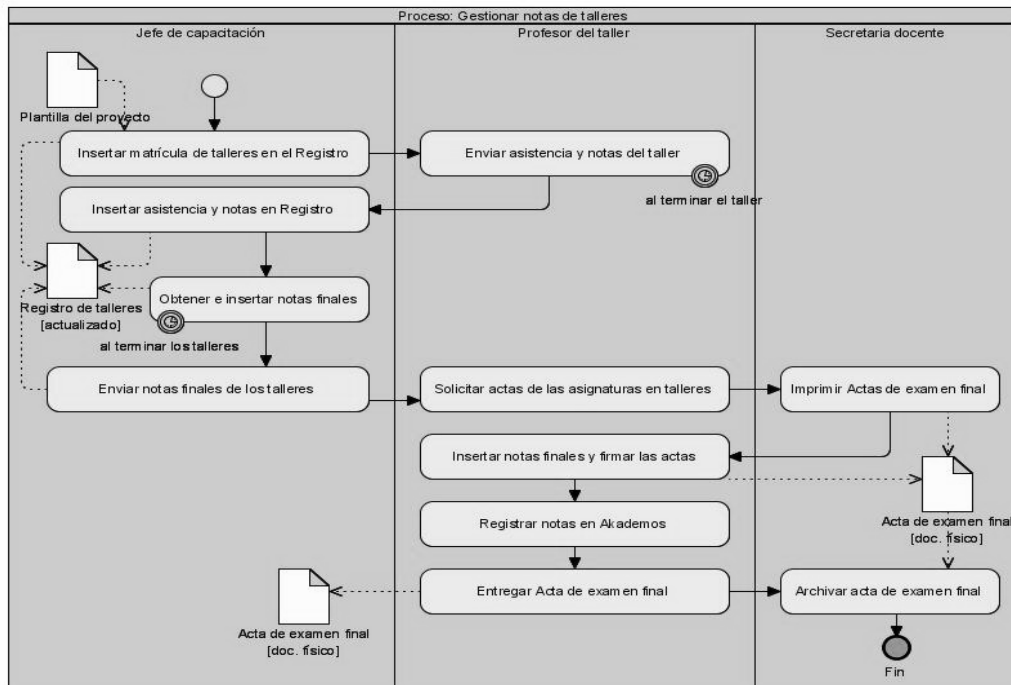 Proceso: Gestionar notas de talleres
Jefe de capacitación
Profesor del taller
Secretaria docente
Plantilla del proyecto
Insertar matrícula de talleres en el Registro
Enviar asistencia y notas del taller
al terminar el taller
Insertar asistencia y notas en Registro
Registro de talleres
[actualizado]
Obtener e insertar notas finales
al terminar los talleres
Enviar notas finales de los talleres
Solicitar actas de las asignaturas en talleres
Imprimir Actas de examen final
Insertar notas finales y firmar las actas
Acta de examen final
[doc. físico]
Registrar notas en Akademos
Entregar Acta de examen final
Archivar acta de examen final
Acta de examen final
[doc. físico]
Fin